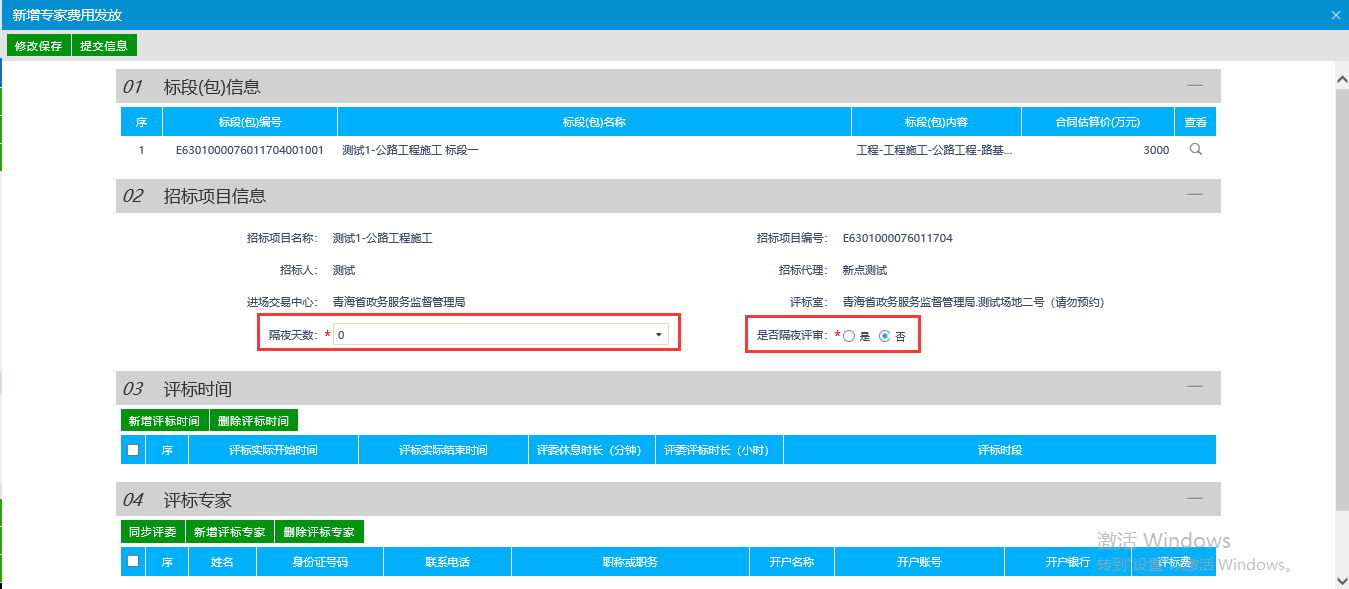 新增专家费用发放
修改保存 提交信息
01 标段(包)信息
序 标段(包)编号 标段(包)名称 标段(包)内容 合同估算价(万元) 查看
1 E6301000076011704001001 测试1-公路工程施工 标段一 工程-工程施工-公路工程-路基... 3000
02 招标项目信息
招标项目名称： 测试1-公路工程施工 招标项目编号： E6301000076011704
招标人： 测试 招标代理： 新点测试
进场交易中心： 青海省政务服务监督管理局 评标室： 青海省政务服务监督管理局.测试场地二号（请勿预约）
隔夜天数： * 0 是否隔夜评审： * 是 否
03 评标时间
新增评标时间 删除评标时间
序 评标实际开始时间 评标实际结束时间 评委休息时长（分钟） 评委评标时长（小时） 评标时段
04 评标专家
同步评委 新增评标专家 删除评标专家
序 姓名 身份证号码 联系电话 职称或职务 开户名称 开户账号 开户银行 评标费
激活 Windows
转到"设置"以激活 Windows。